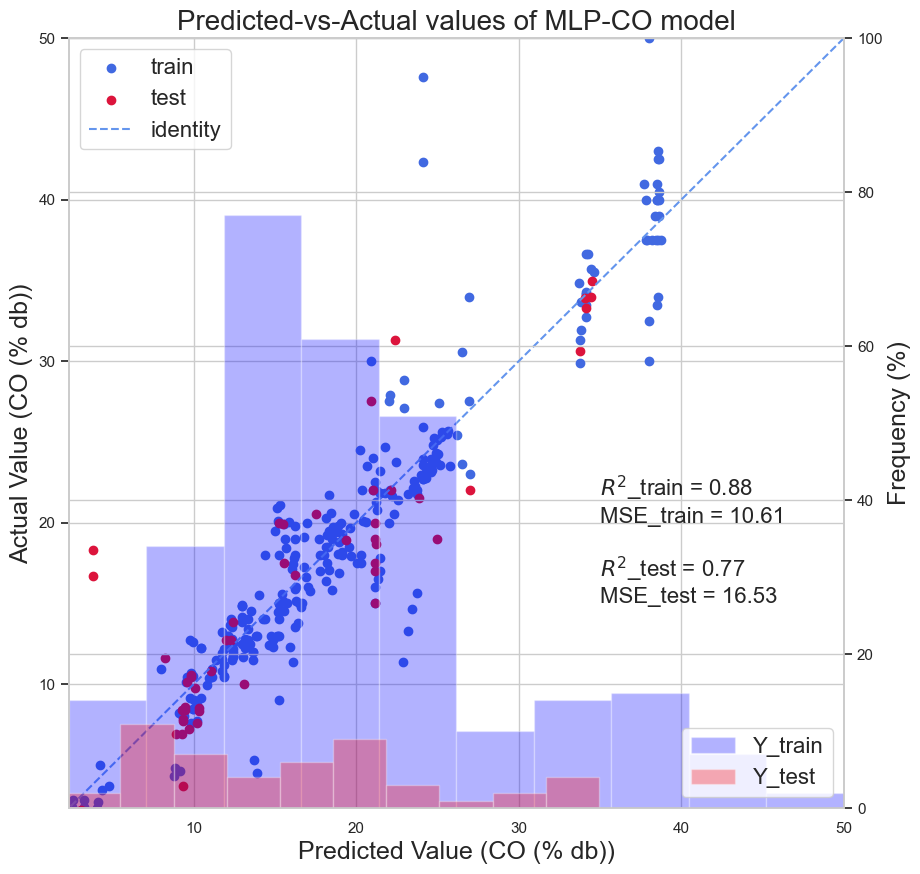 Predicted-vs-Actual values of MLP-CO model
train
test
identity
50
40
30
20
10
Actual Value (CO (% db))
100
80
60
40
20
0
Frequency (%)
R²_train = 0.88
MSE_train = 10.61
R²_test = 0.77
MSE_test = 16.53
Y_train
Y_test
10 20 30 40 50
Predicted Value (CO (% db))